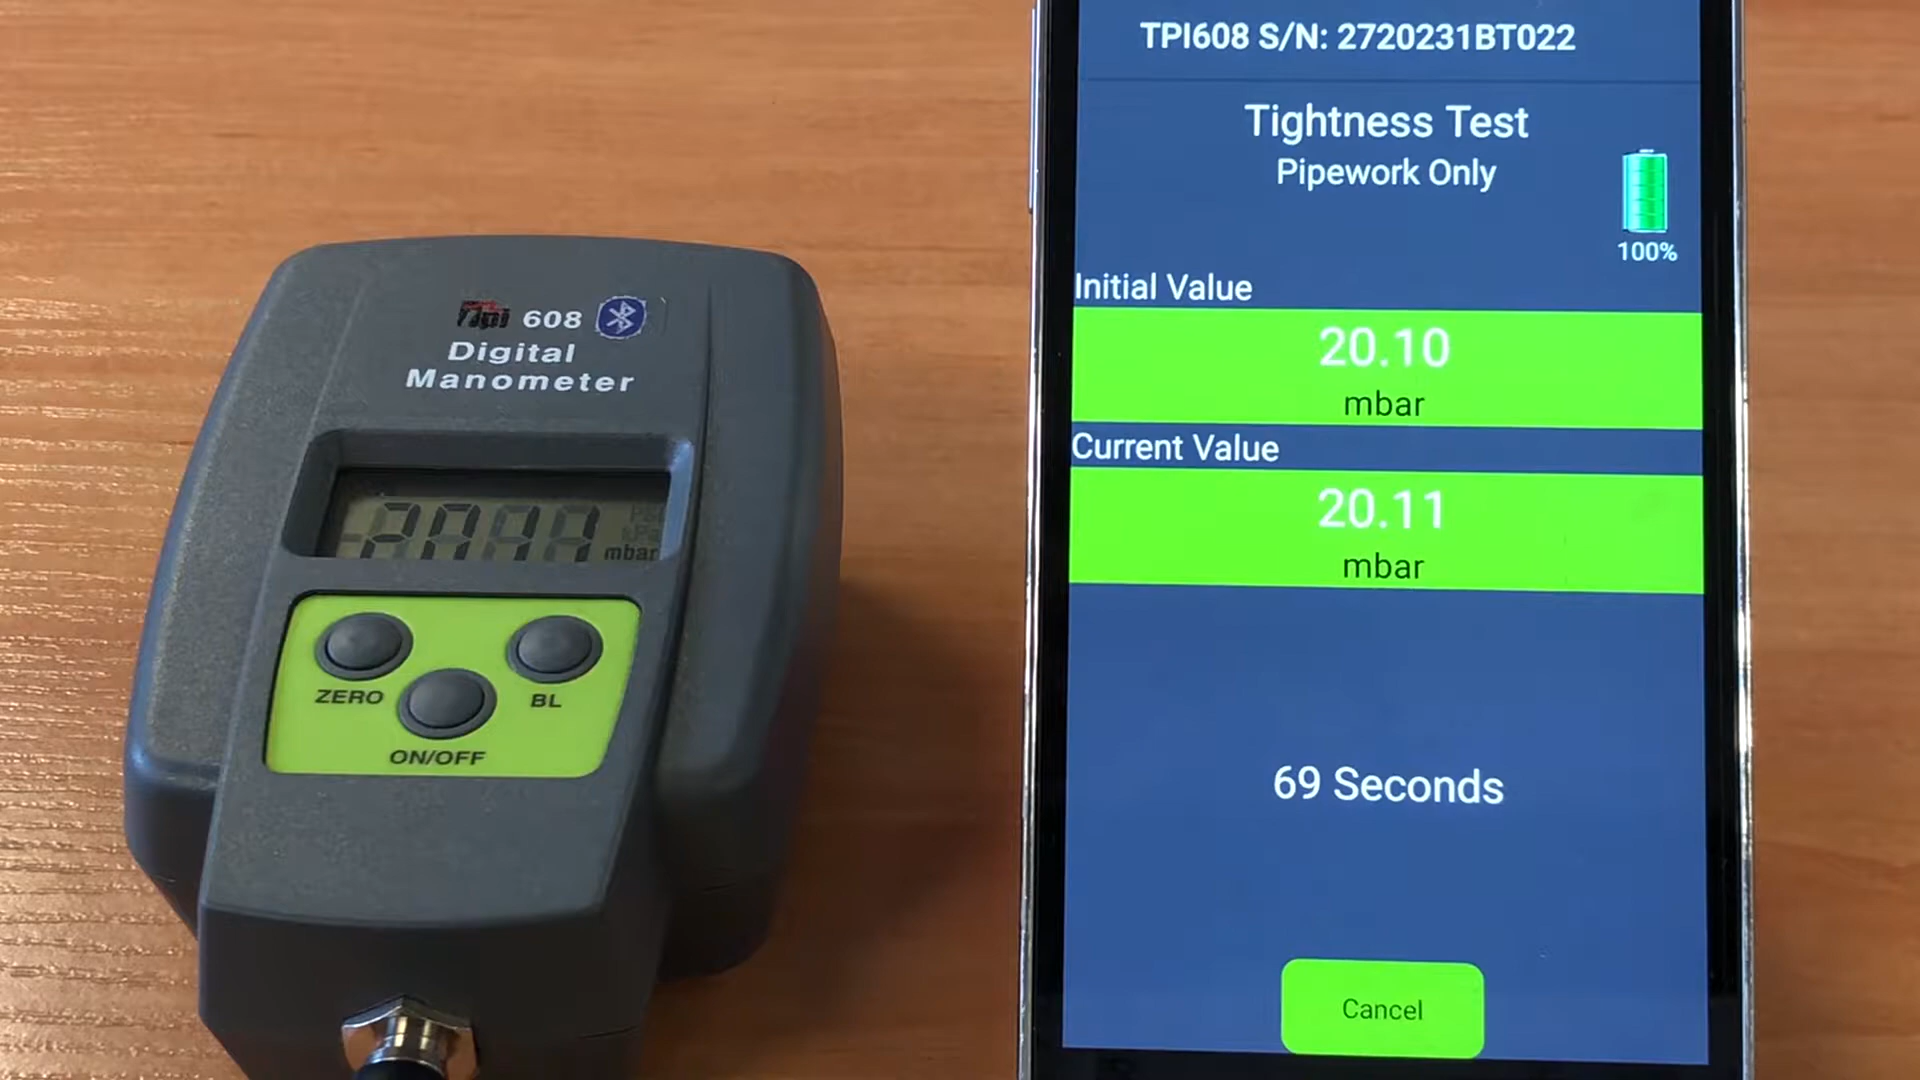 TPI 608
Digital
Manometer
mbar
ZERO
BL
ON/OFF
TPI608 S/N: 2720231BT022
Tightness Test
Pipework Only
100%
Initial Value
20.10
mbar
Current Value
20.11
mbar
69 Seconds
Cancel